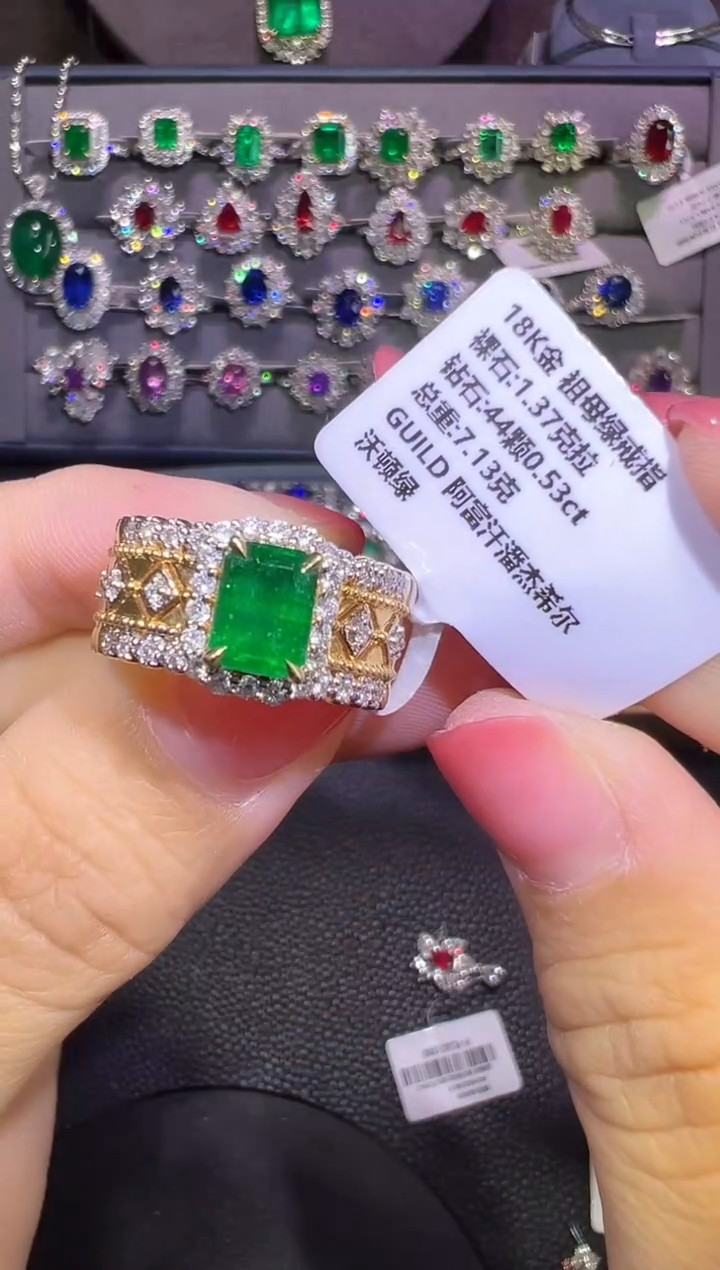 18K金 祖母绿戒指
裸石:1.37克拉
钻石:44颗0.53ct
总重:7.13克
GUILD 阿富汗潘杰希尔
沃顿绿